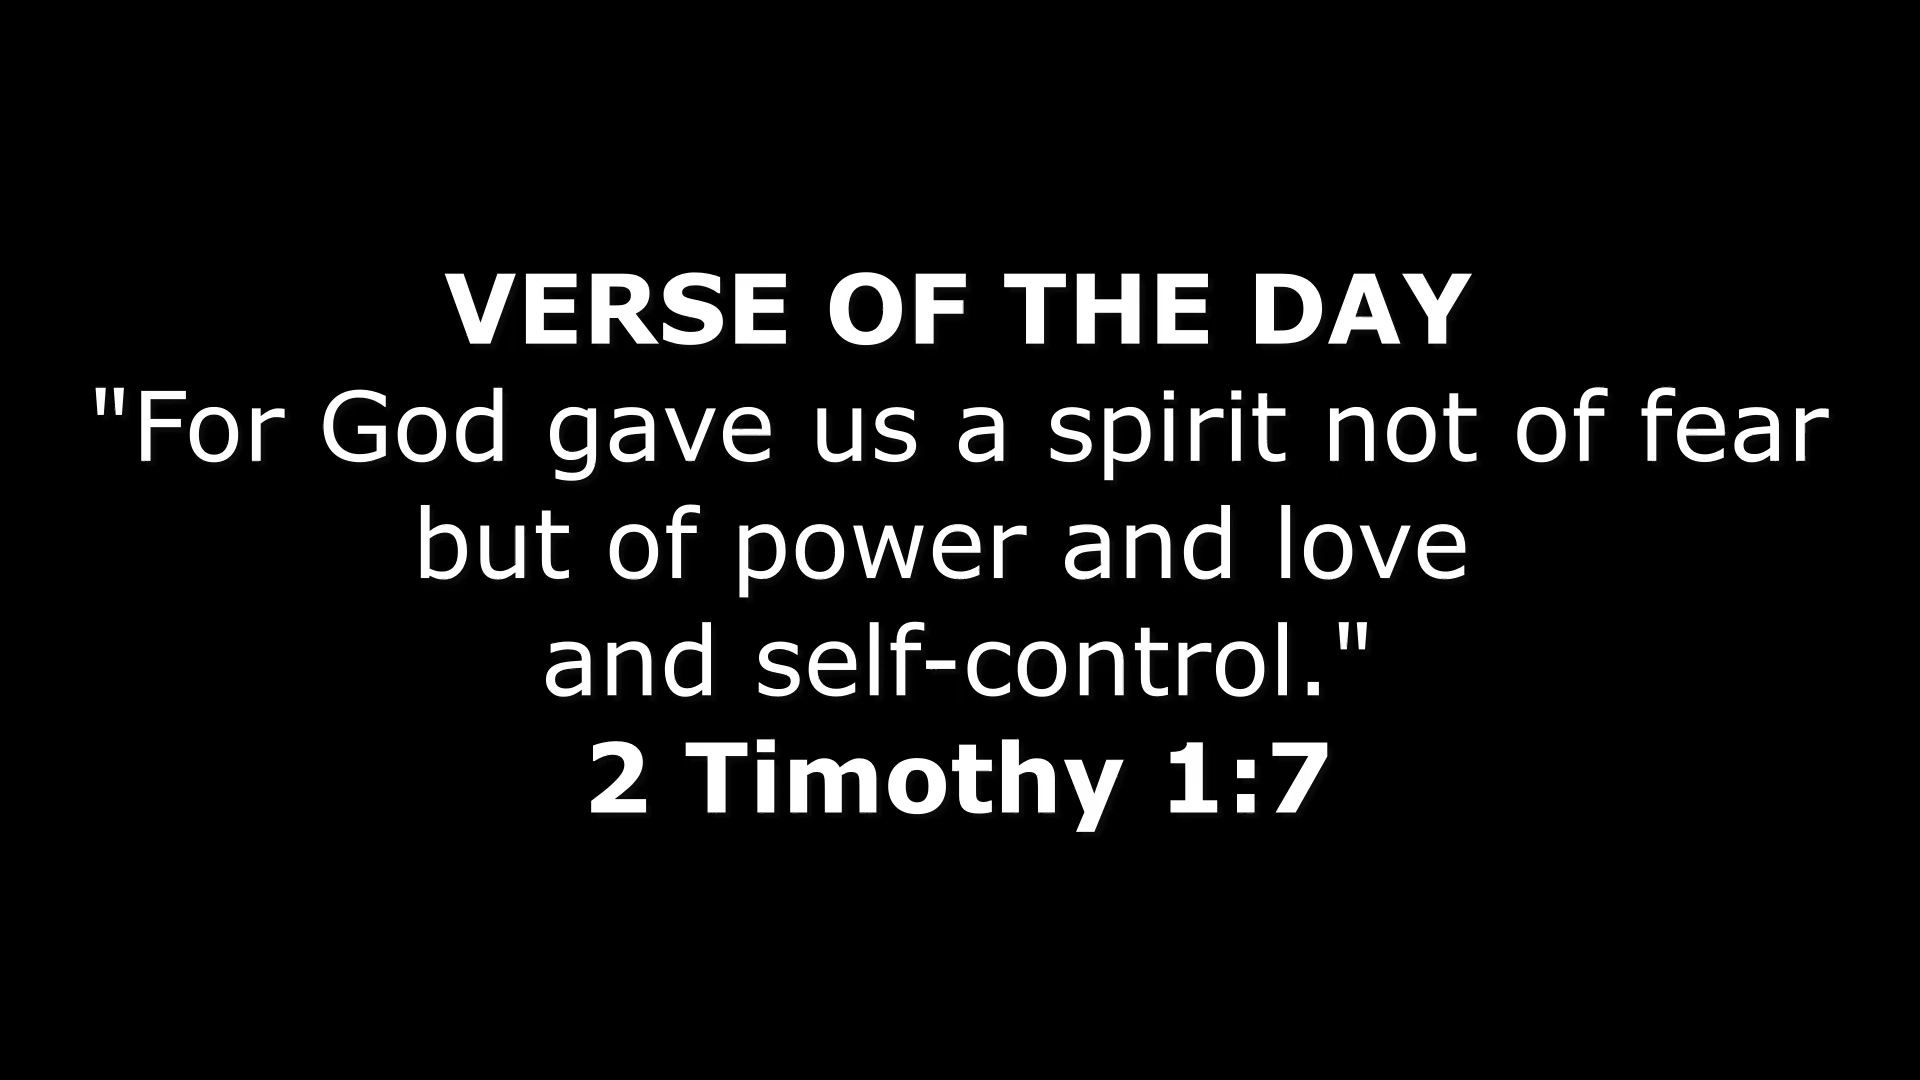 VERSE OF THE DAY
"For God gave us a spirit not of fear
but of power and love
and self-control."
2 Timothy 1:7